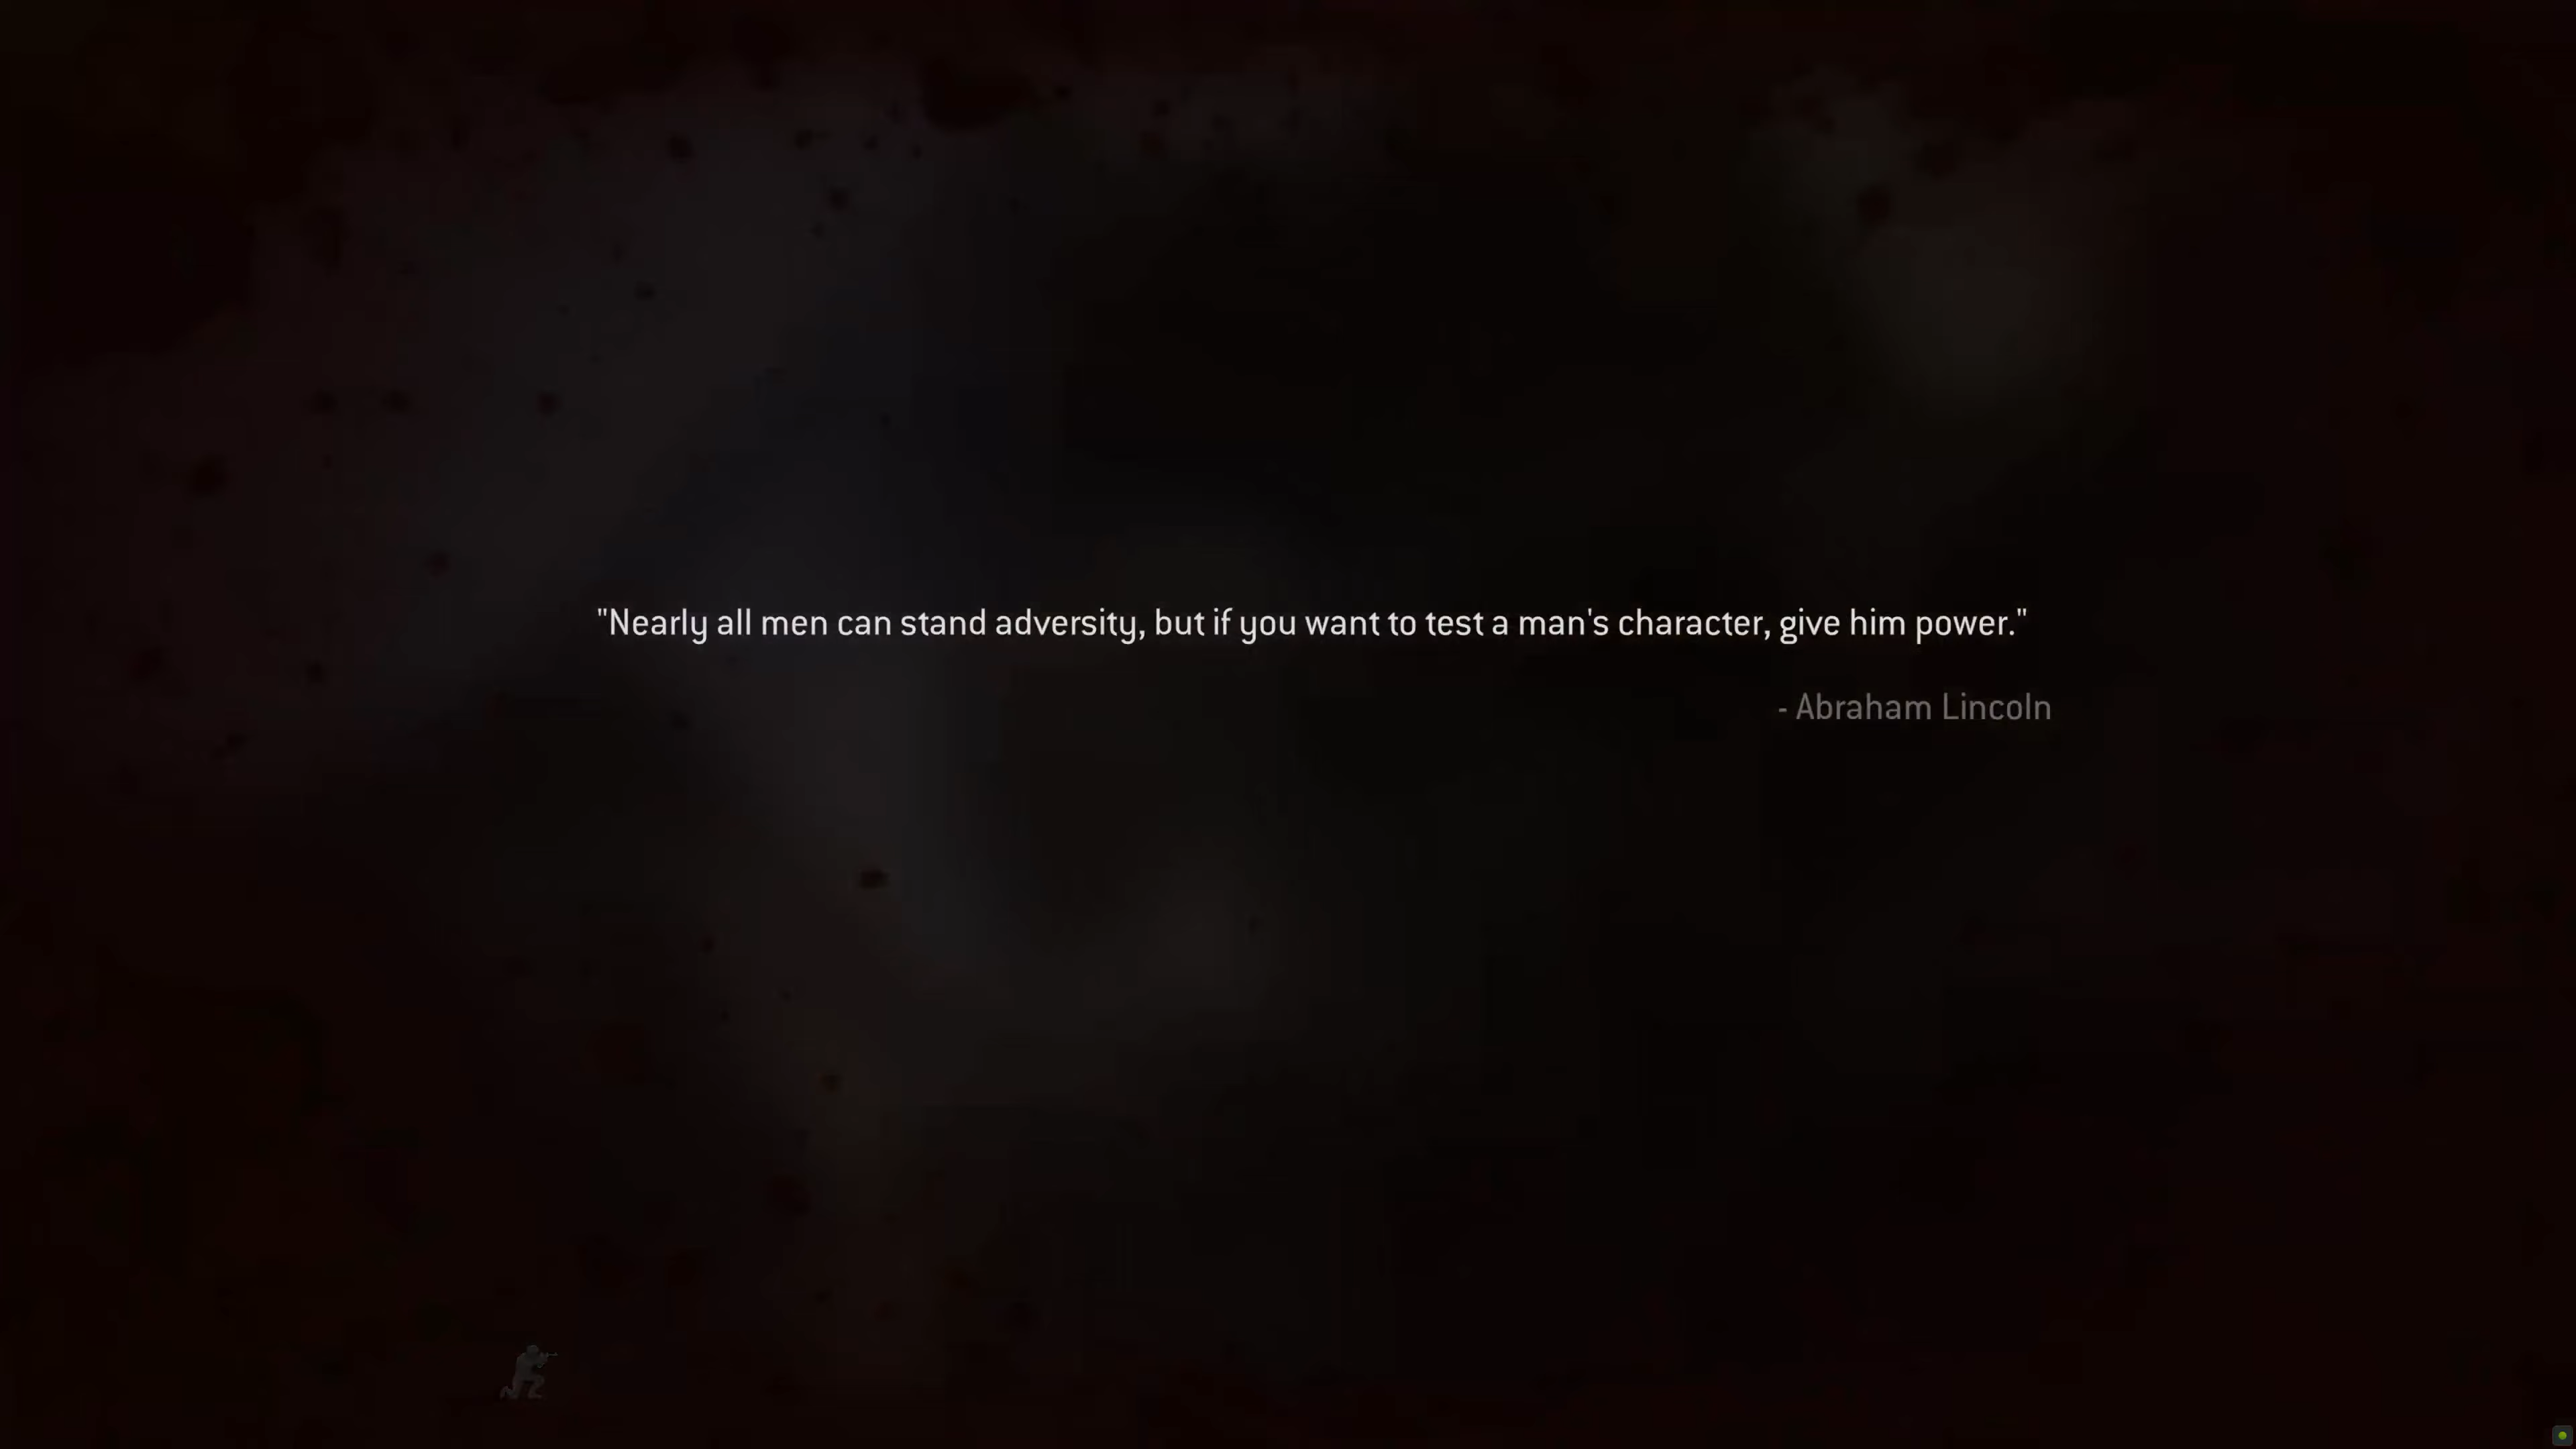 "Nearly all men can stand adversity, but if you want to test a man's character, give him power."
- Abraham Lincoln